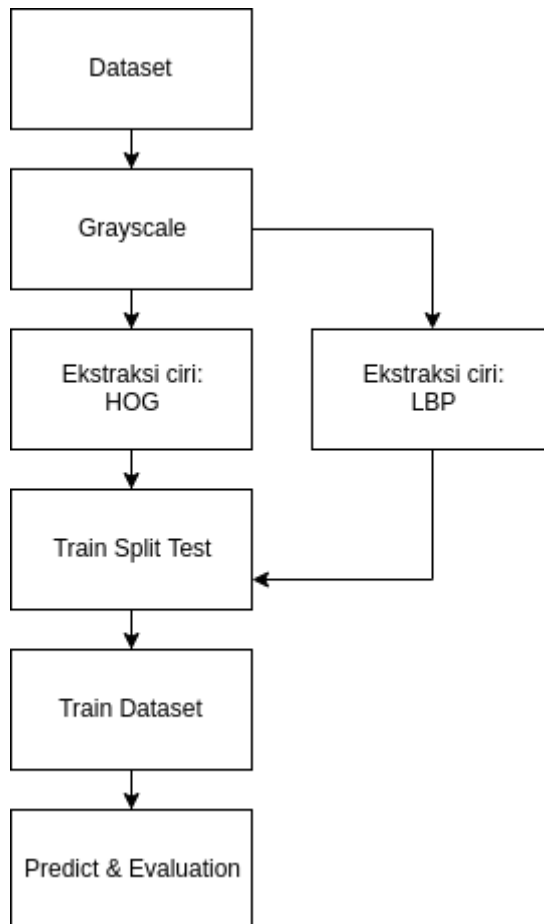 Dataset
Grayscale
Ekstraksi ciri:
HOG
Ekstraksi ciri:
LBP
Train Split Test
Train Dataset
Predict & Evaluation